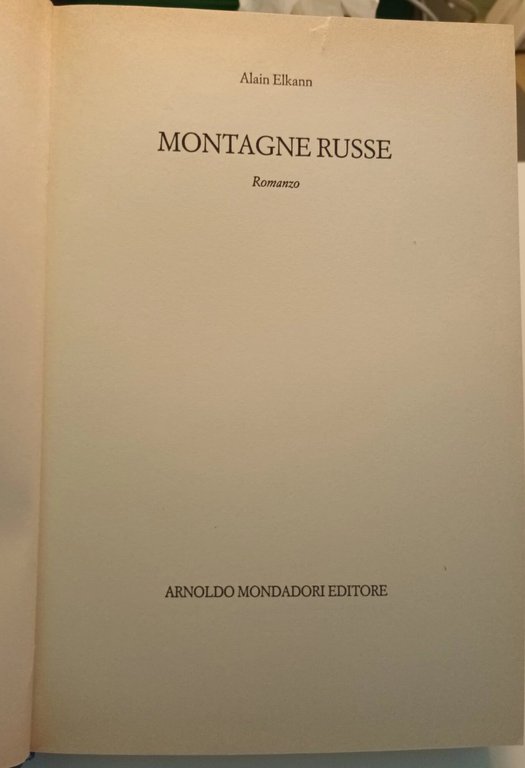 Alain Elkann
MONTAGNE RUSSE
Romanzo
ARNOLDO MONDADORI EDITORE